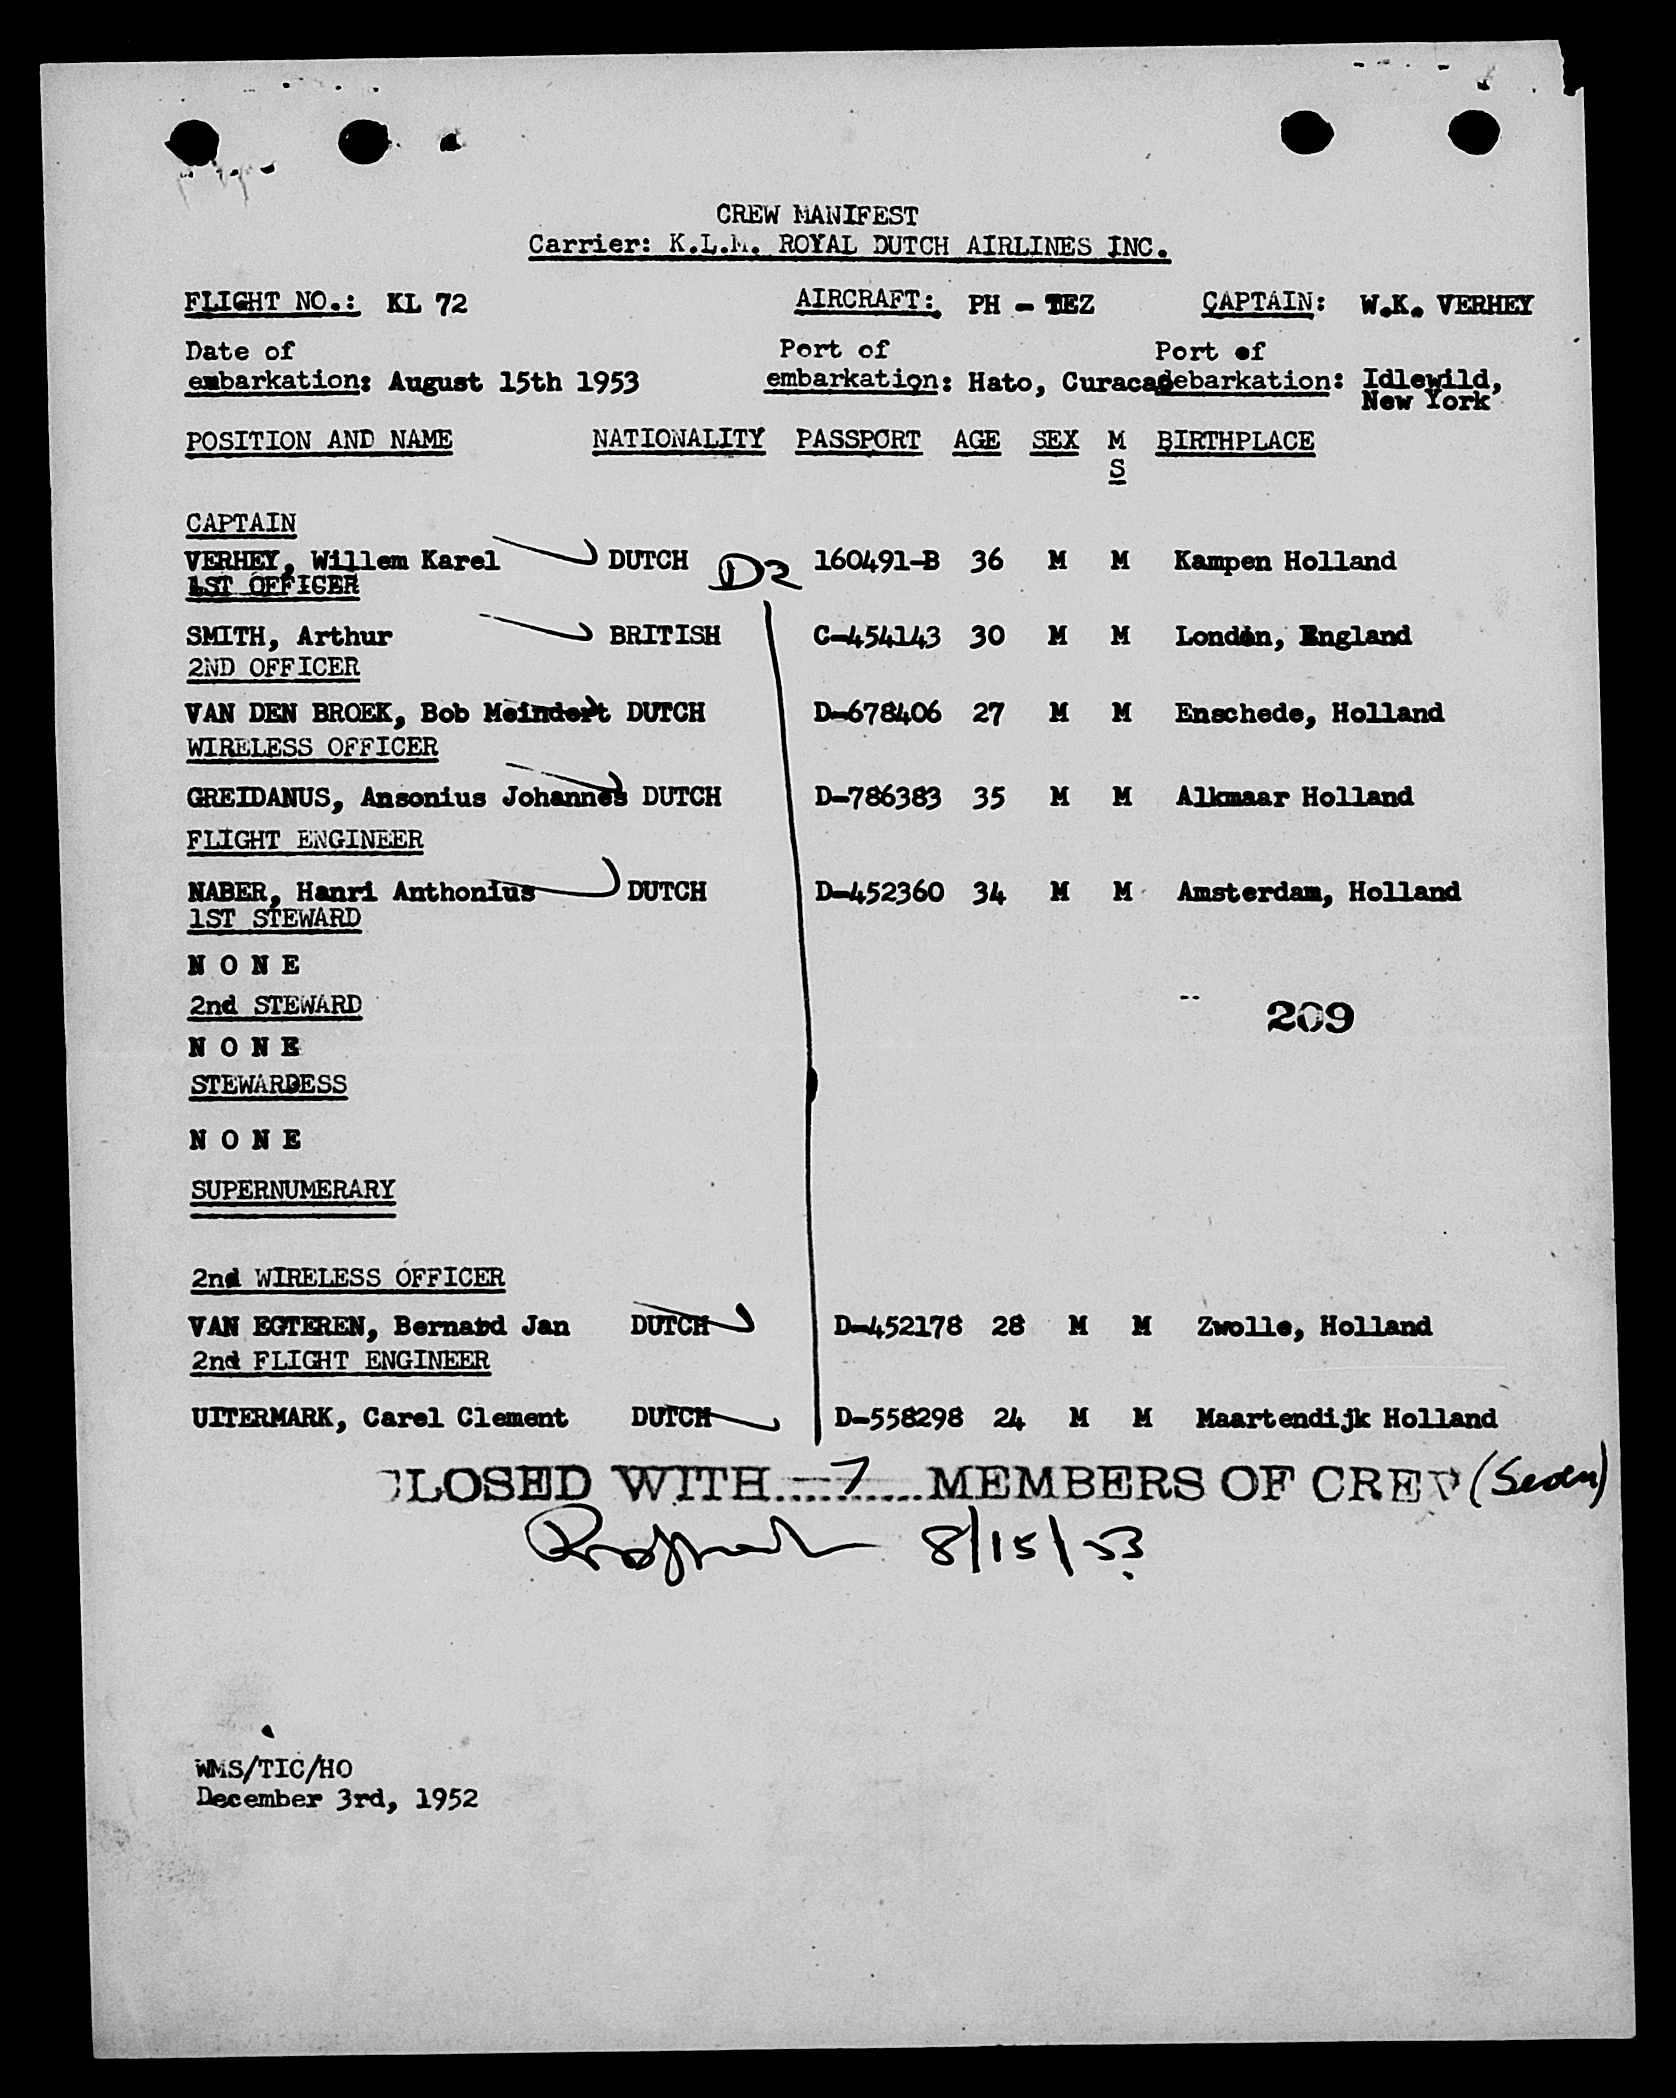 CREW MANIFEST
Carrier: K.L.M. ROYAL DUTCH AIRLINES INC.
FLIGHT NO.: KL 72 AIRCRAFT: PH - TEZ CAPTAIN: W.K. VERHEY
Date of Port of Port of
embarkation: August 15th 1953 embarkation: Hato, Curacao debarkation: Idlewild,
New York
POSITION AND NAME NATIONALITY PASSPORT AGE SEX M BIRTHPLACE
S
CAPTAIN
VERHEY, Willem Karel DUTCH D2 160491-B 36 M M Kampen Holland
1ST OFFICER
SMITH, Arthur BRITISH C-454143 30 M M London, England
2ND OFFICER
VAN DEN BROEK, Bob Meindert DUTCH D-678406 27 M M Enschede, Holland
WIRELESS OFFICER
GREIDANUS, Ansonius Johannes DUTCH D-786383 35 M M Alkmaar Holland
FLIGHT ENGINEER
NABER, Hanri Anthonius DUTCH D-452360 34 M M Amsterdam, Holland
1ST STEWARD
N O N E
2nd STEWARD
209
N O N E
STEWARDESS
N O N E
SUPERNUMERARY
2nd WIRELESS OFFICER
VAN EGTEREN, Bernard Jan DUTCH D-452178 28 M M Zwolle, Holland
2nd FLIGHT ENGINEER
UITERMARK, Carel Clement DUTCH D-558298 24 M M Maartendijk Holland
CLOSED WITH 7 MEMBERS OF CREW (Seven)
8/15/53
WMS/TIC/HO
December 3rd, 1952